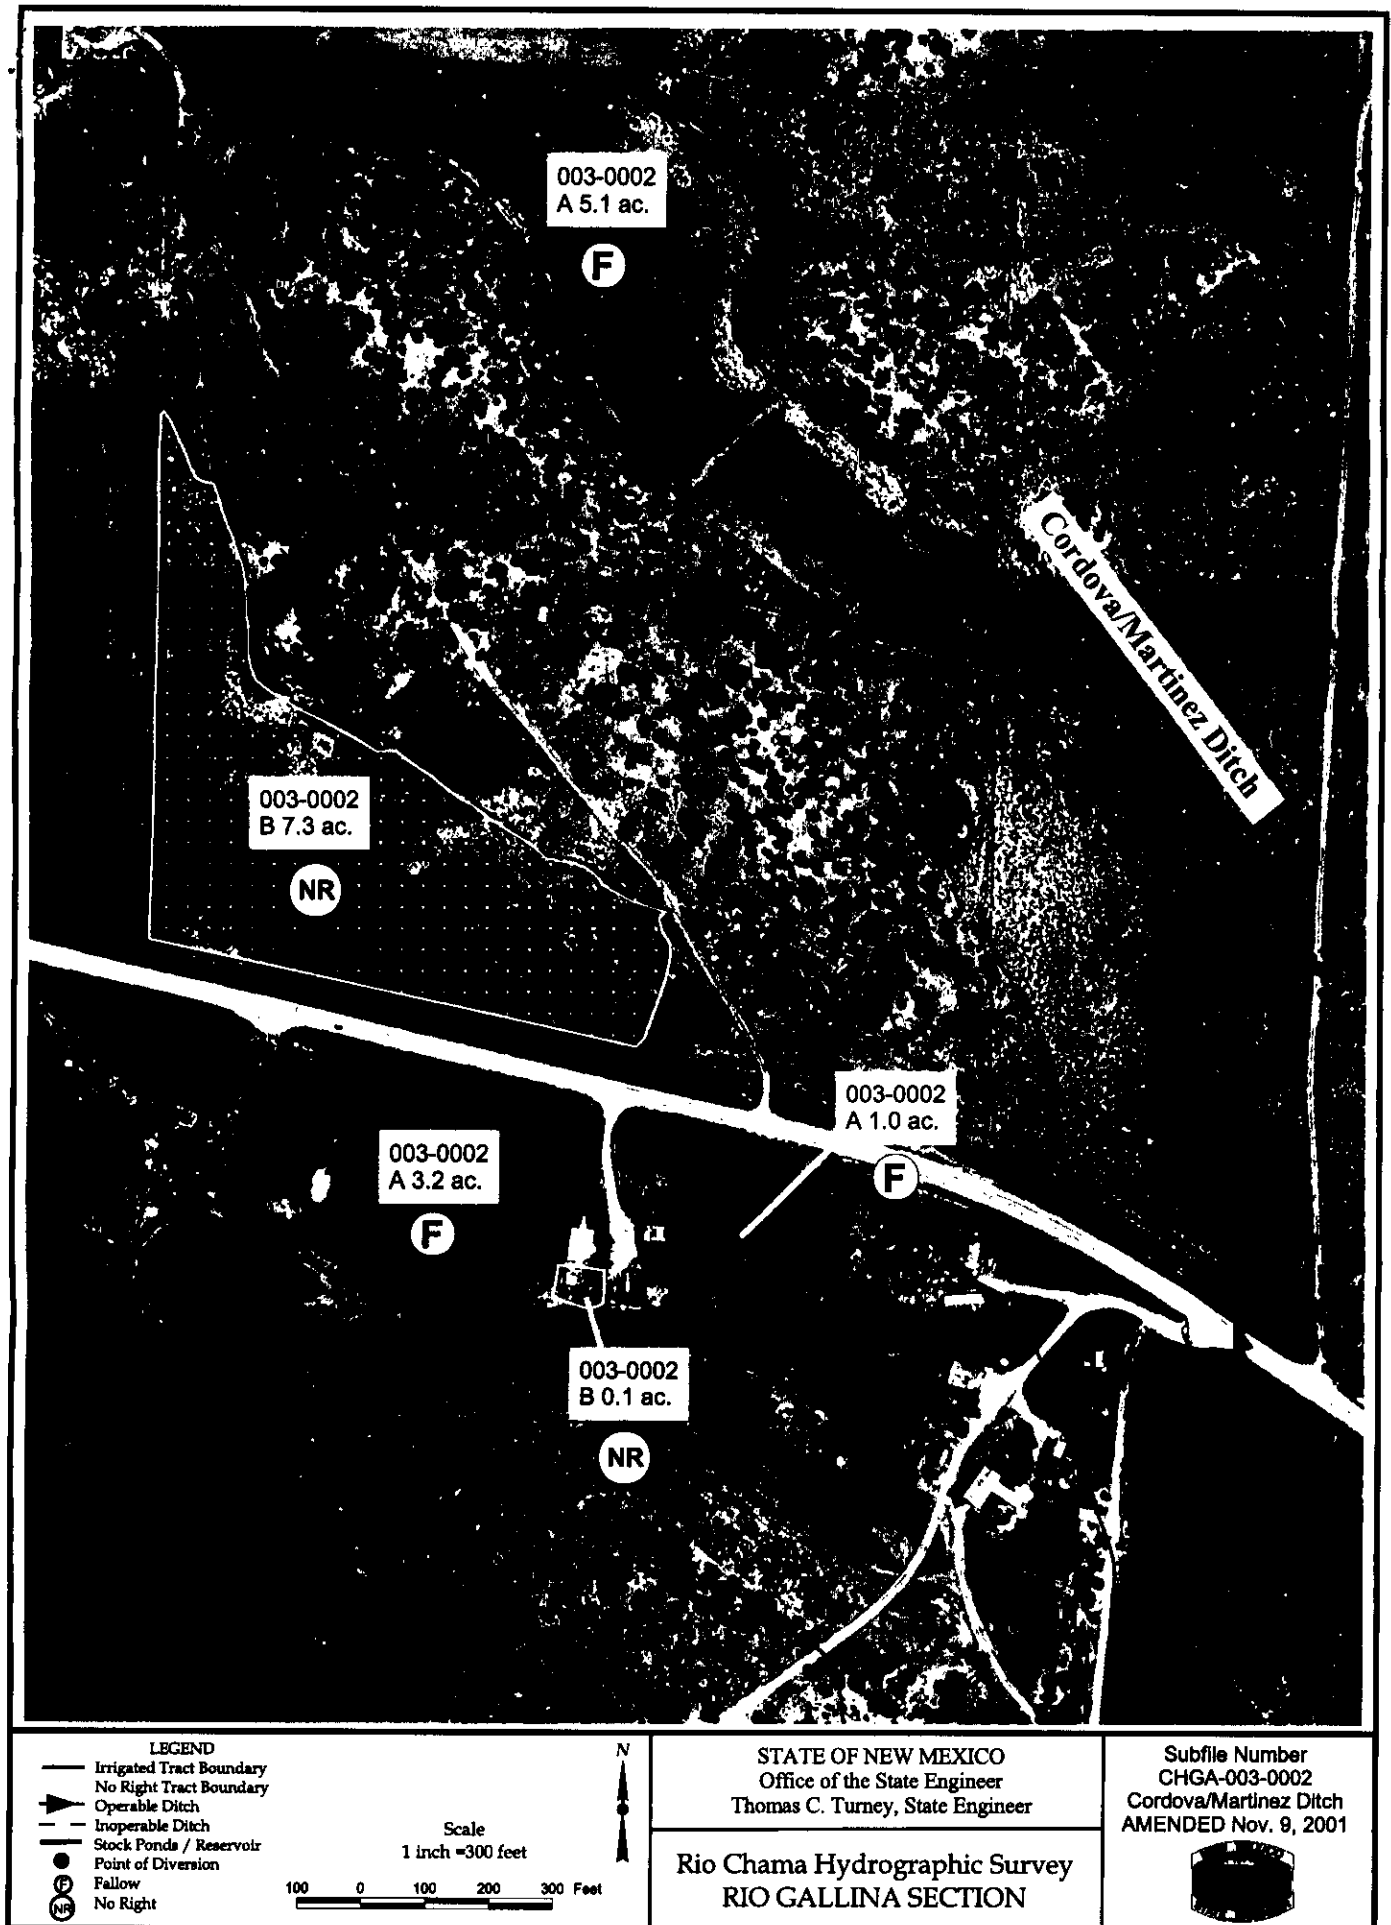 003-0002
A 5.1 ac.
F
Cordova/Martinez Ditch
003-0002
B 7.3 ac.
NR
003-0002
A 1.0 ac.
F
003-0002
A 3.2 ac.
F
003-0002
B 0.1 ac.
NR
LEGEND
Irrigated Tract Boundary
No Right Tract Boundary
Operable Ditch
Inoperable Ditch
Stock Ponds / Reservoir
Point of Diversion
F Fallow
NR No Right
N
Scale
1 inch =300 feet
100 0 100 200 300 Feet
STATE OF NEW MEXICO
Office of the State Engineer
Thomas C. Turney, State Engineer
Rio Chama Hydrographic Survey
RIO GALLINA SECTION
Subfile Number
CHGA-003-0002
Cordova/Martinez Ditch
AMENDED Nov. 9, 2001